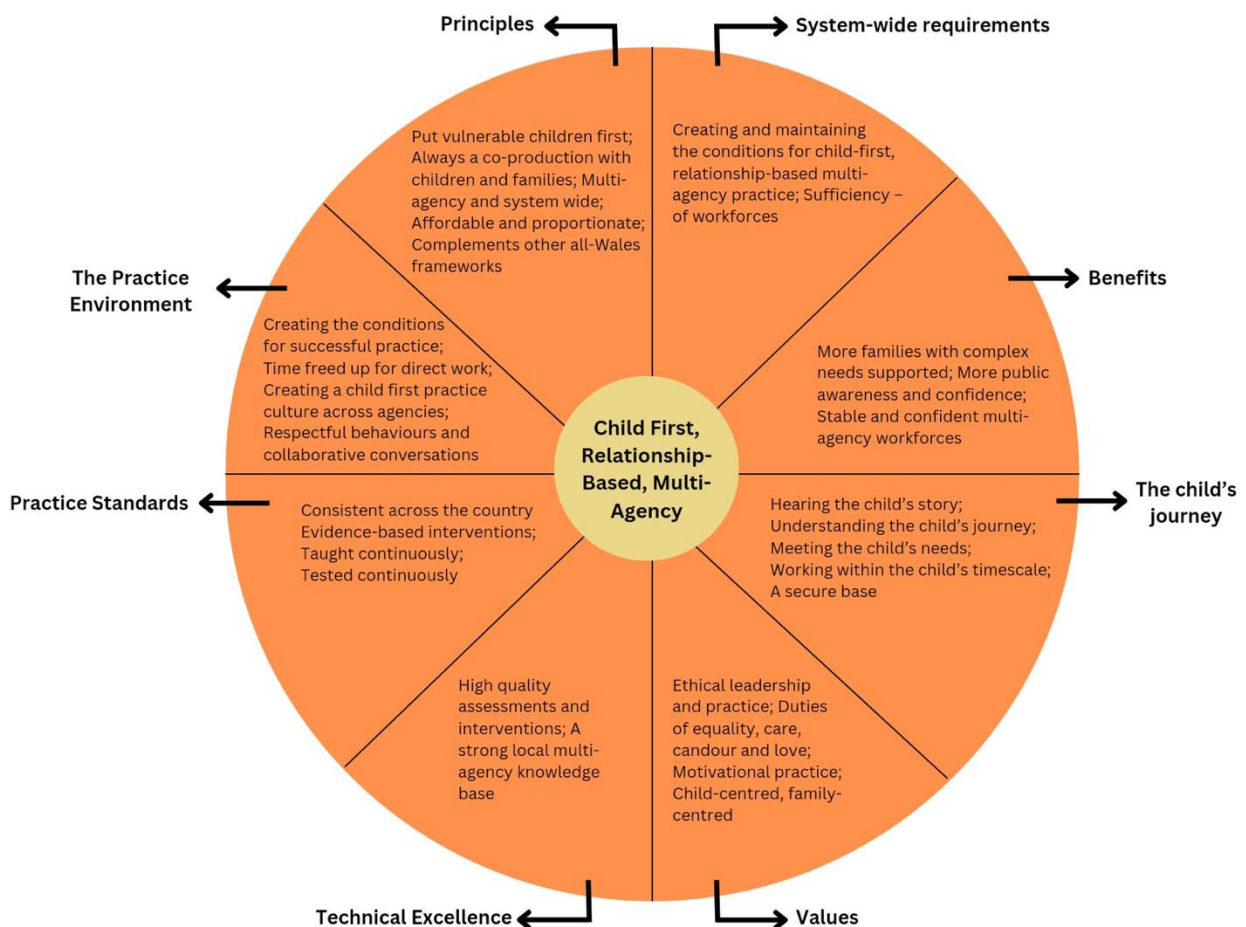 Principles
System-wide requirements
Put vulnerable children first;
Always a co-production with
children and families; Multi-
agency and system wide;
Affordable and proportionate;
Complements other all-Wales
frameworks
Creating and maintaining
the conditions for child-first,
relationship-based multi-
agency practice; Sufficiency –
of workforces
The Practice
Environment
Benefits
Creating the conditions
for successful practice;
Time freed up for direct work;
Creating a child first practice
culture across agencies;
Respectful behaviours and
collaborative conversations
More families with complex
needs supported; More public
awareness and confidence;
Stable and confident multi-
agency workforces
Child First,
Relationship-
Based, Multi-
Agency
Practice Standards
The child’s
journey
Consistent across the country
Evidence-based interventions;
Taught continuously;
Tested continuously
Hearing the child’s story;
Understanding the child’s journey;
Meeting the child’s needs;
Working within the child’s timescale;
A secure base
High quality
assessments and
interventions; A
strong local multi-
agency knowledge
base
Ethical leadership
and practice; Duties
of equality, care,
candour and love;
Motivational practice;
Child-centred, family-
centred
Technical Excellence
Values